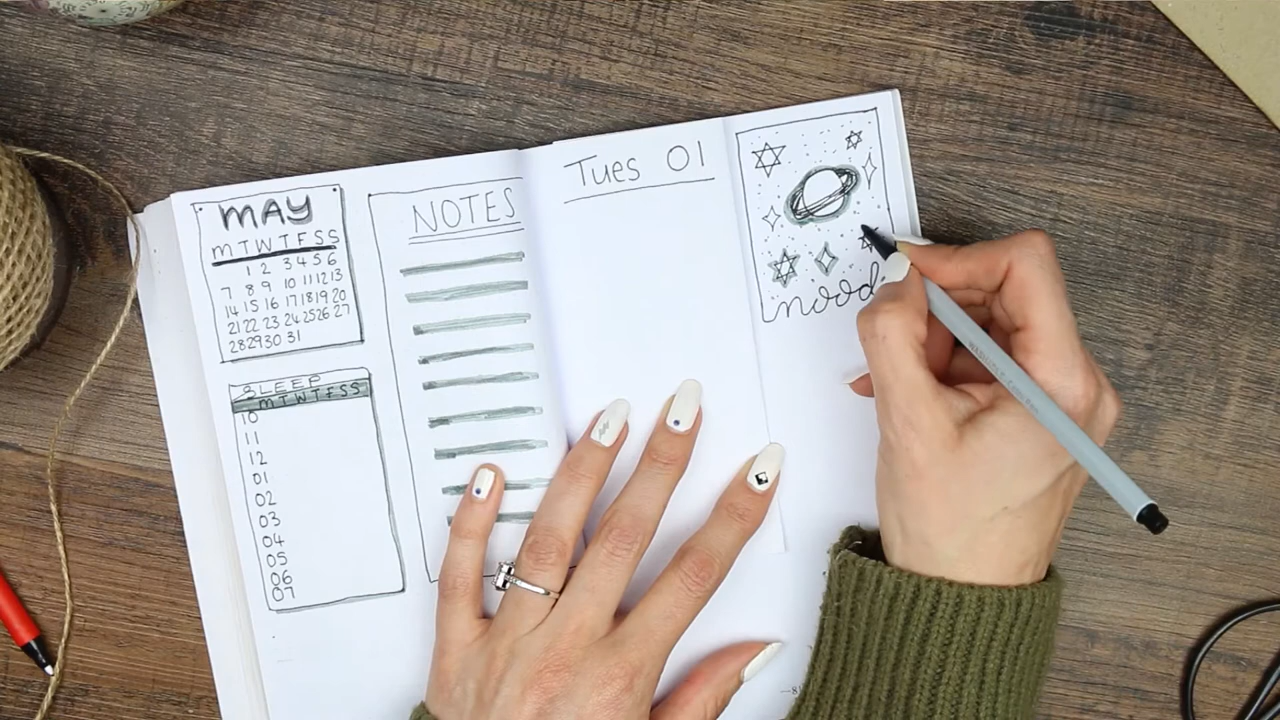 MAY
M T W T F S S
1 2 3 4 5 6
7 8 9 10 11 12 13
14 15 16 17 18 19 20
21 22 23 24 25 26 27
28 29 30 31
SLEEP
M T W T F S S
10
11
12
01
02
03
04
05
06
07
NOTES
Tues 01
mood